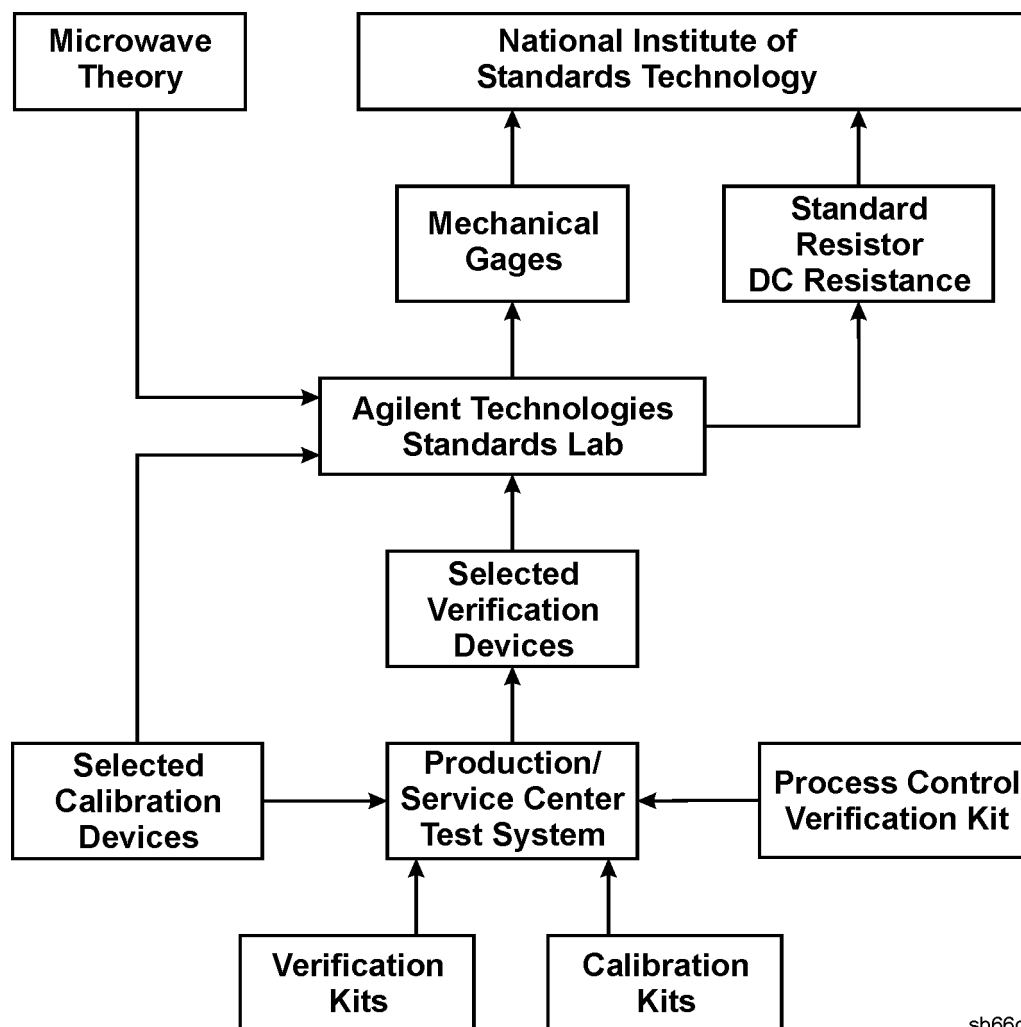 Microwave
Theory
National Institute of
Standards Technology
Mechanical
Gages
Standard
Resistor
DC Resistance
Agilent Technologies
Standards Lab
Selected
Verification
Devices
Selected
Calibration
Devices
Production/
Service Center
Test System
Process Control
Verification Kit
Verification
Kits
Calibration
Kits